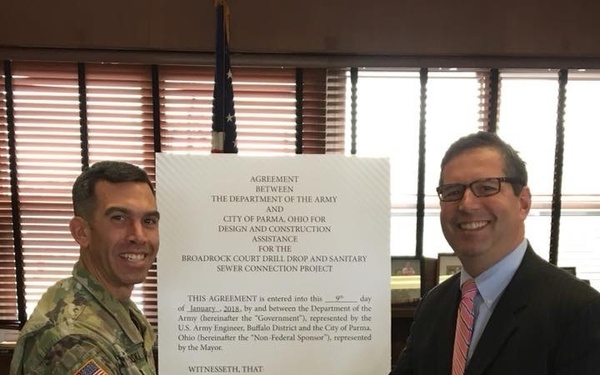 AGREEMENT
BETWEEN
THE DEPARTMENT OF THE ARMY
AND
CITY OF PARMA, OHIO FOR
DESIGN AND CONSTRUCTION
ASSISTANCE
FOR THE
BROADROCK COURT DRILL DROP AND SANITARY
SEWER CONNECTION PROJECT
THIS AGREEMENT is entered into this 9th day
of January, 2018, by and between the Department of the
Army (hereinafter the "Government"), represented by the
U.S. Army Engineer, Buffalo District and the City of Parma,
Ohio (hereinafter the "Non-Federal Sponsor"), represented
by the Mayor.
WITNESSETH, THAT: